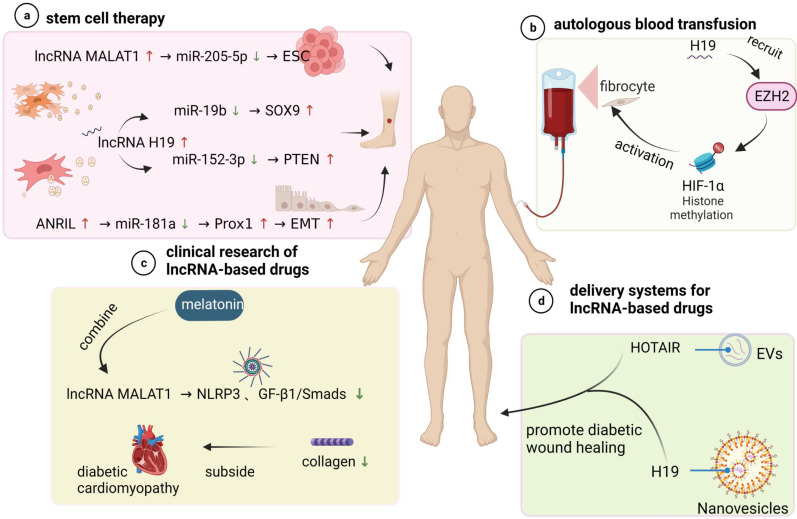 a stem cell therapy
lncRNA MALAT1 ↑ → miR-205-5p ↓ → ESC
miR-19b ↓ → SOX9 ↑
lncRNA H19 ↑
miR-152-3p ↓ → PTEN ↑
ANRIL ↑ → miR-181a ↓ → Prox1 ↑ → EMT ↑
b autologous blood transfusion
H19
recruit
EZH2
fibrocyte
activation
HIF-1α
Histone
methylation
c clinical research of
lncRNA-based drugs
melatonin
combine
lncRNA MALAT1 → NLRP3 、 GF-β1/Smads ↓
diabetic
cardiomyopathy
subside
collagen ↓
d delivery systems for
lncRNA-based drugs
HOTAIR
EVs
promote diabetic
wound healing
H19
Nanovesicles